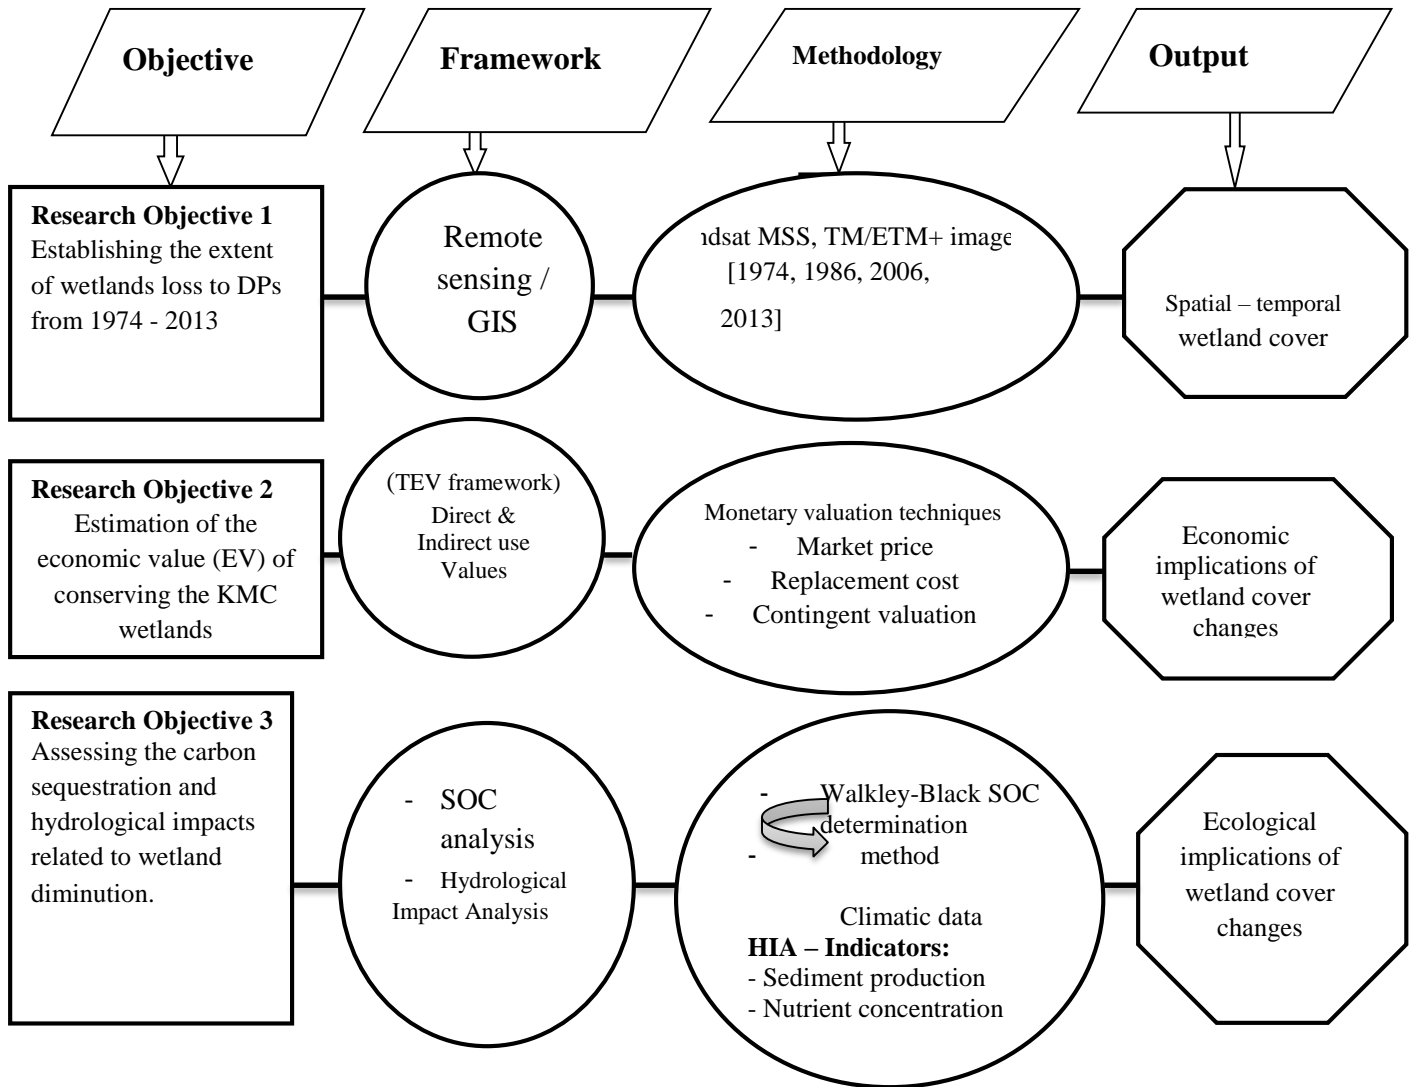 Objective
Framework
Methodology
Output
Research Objective 1
Establishing the extent
of wetlands loss to DPs
from 1974 - 2013
Remote
sensing /
GIS
MSS, TM/ETM+
[1974, 1986, 2006,
2013]
Spatial – temporal
wetland cover
Research Objective 2
Estimation of the
economic value (EV) of
conserving the KMC
wetlands
(TEV framework)
Direct &
Indirect use
Values
Monetary valuation techniques
- Market price
- Replacement cost
- Contingent valuation
Economic
implications of
wetland cover
changes
Research Objective 3
Assessing the carbon
sequestration and
hydrological impacts
related to wetland
diminution.
- SOC
analysis
- Hydrological
Impact Analysis
- Walkley-Black SOC
determination
- method
Climatic data
HIA – Indicators:
- Sediment production
- Nutrient concentration
Ecological
implications of
wetland cover
changes